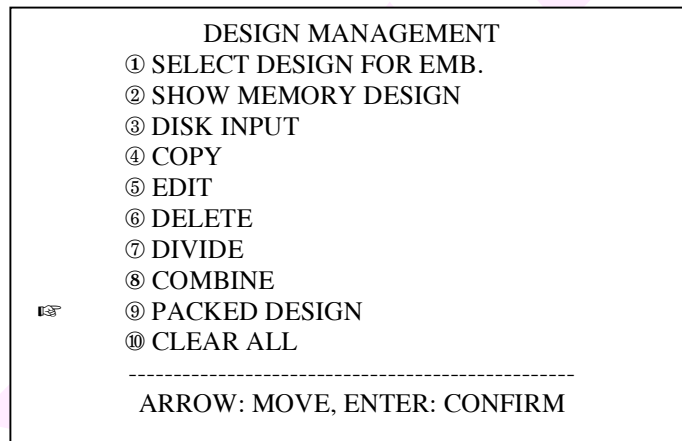 DESIGN MANAGEMENT
① SELECT DESIGN FOR EMB.
② SHOW MEMORY DESIGN
③ DISK INPUT
④ COPY
⑤ EDIT
⑥ DELETE
⑦ DIVIDE
⑧ COMBINE
☞ ⑨ PACKED DESIGN
⑩ CLEAR ALL
--------------------------------------------------
ARROW: MOVE, ENTER: CONFIRM